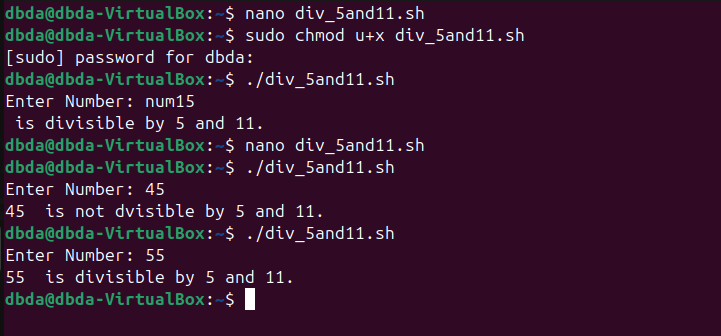 dbda@dbda-VirtualBox:~$ nano div_5and11.sh
dbda@dbda-VirtualBox:~$ sudo chmod u+x div_5and11.sh
[sudo] password for dbda:
dbda@dbda-VirtualBox:~$ ./div_5and11.sh
Enter Number: num15
 is divisible by 5 and 11.
dbda@dbda-VirtualBox:~$ nano div_5and11.sh
dbda@dbda-VirtualBox:~$ ./div_5and11.sh
Enter Number: 45
45  is not dvisible by 5 and 11.
dbda@dbda-VirtualBox:~$ ./div_5and11.sh
Enter Number: 55
55  is divisible by 5 and 11.
dbda@dbda-VirtualBox:~$